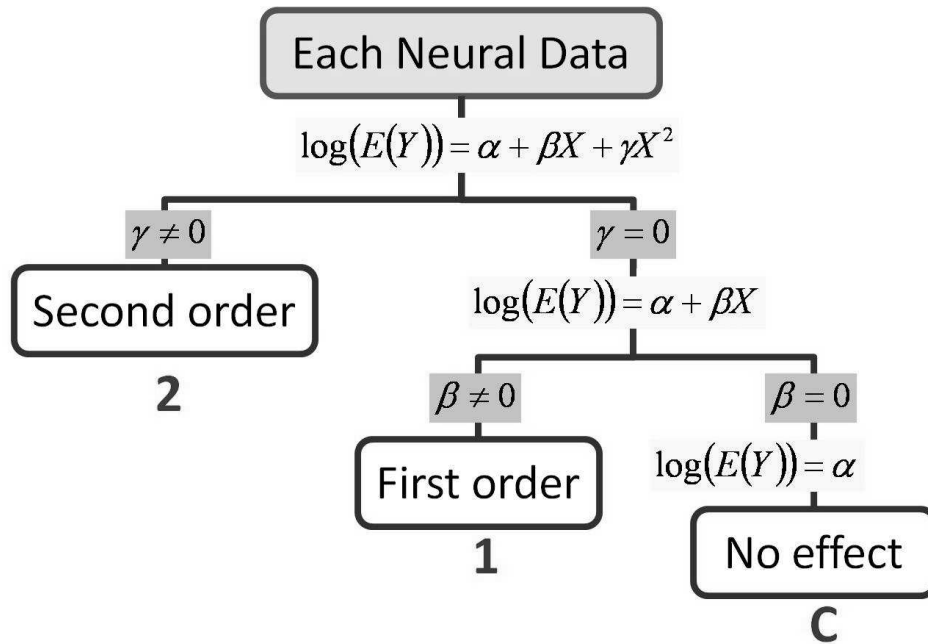 Each Neural Data
log(E(Y)) = α + βX + γX²
γ ≠ 0
γ = 0
Second order
2
log(E(Y)) = α + βX
β ≠ 0
β = 0
First order
1
log(E(Y)) = α
No effect
C